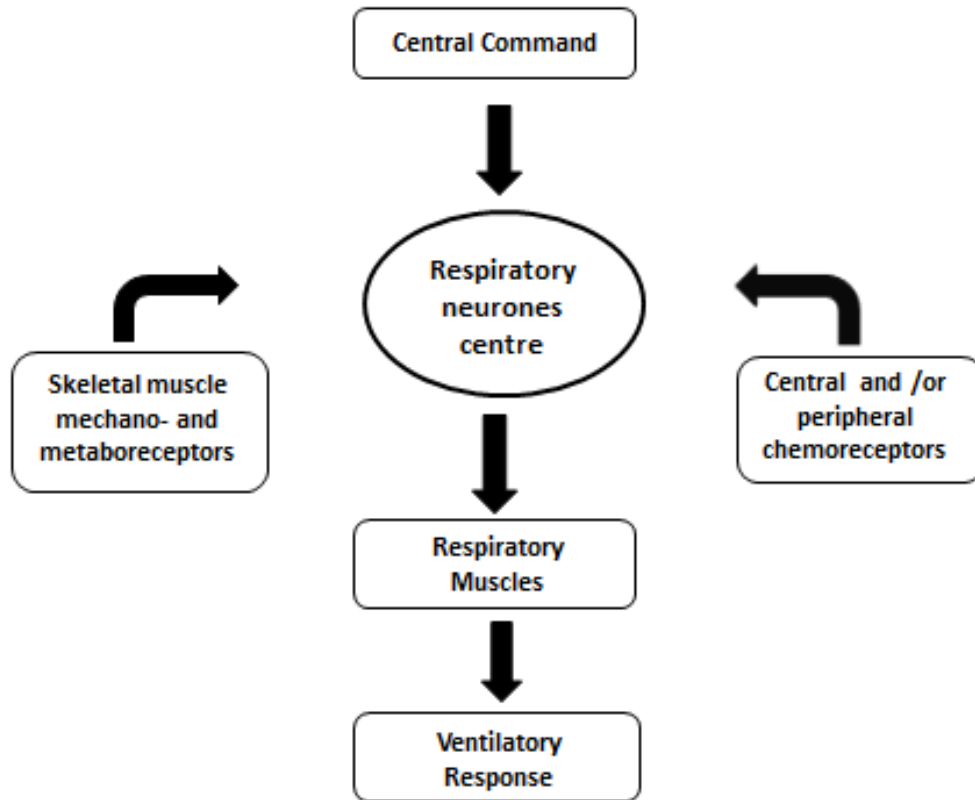 Central Command
Respiratory
neurones
centre
Skeletal muscle
mechano- and
metaboreceptors
Central and /or
peripheral
chemoreceptors
Respiratory
Muscles
Ventilatory
Response